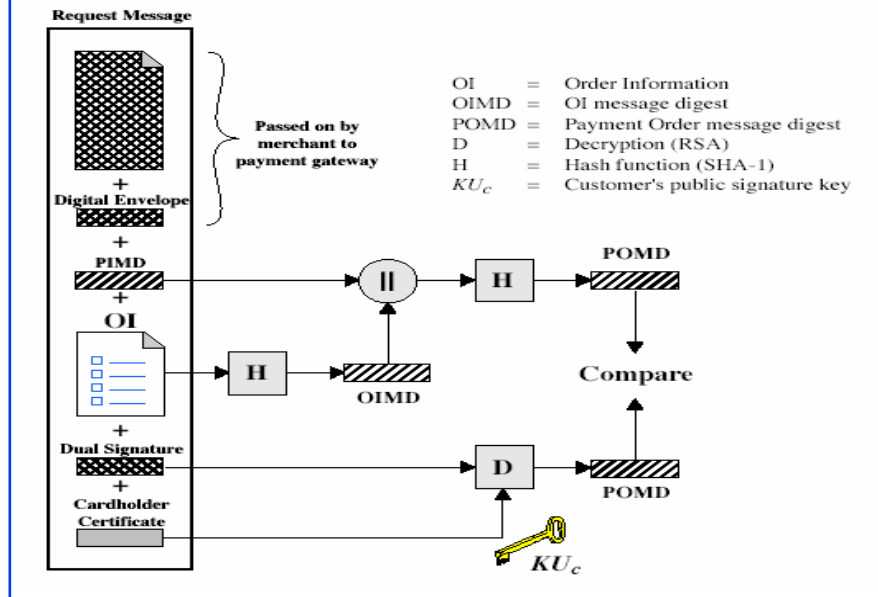 Request Message
OI = Order Information
OIMD = OI message digest
POMD = Payment Order message digest
D = Decryption (RSA)
H = Hash function (SHA-1)
KUc = Customer's public signature key
Passed on by
merchant to
payment gateway
+
Digital Envelope
+
PIMD
+
OI
||
H
POMD
H
OIMD
Compare
+
Dual Signature
D
POMD
+
Cardholder
Certificate
KUc